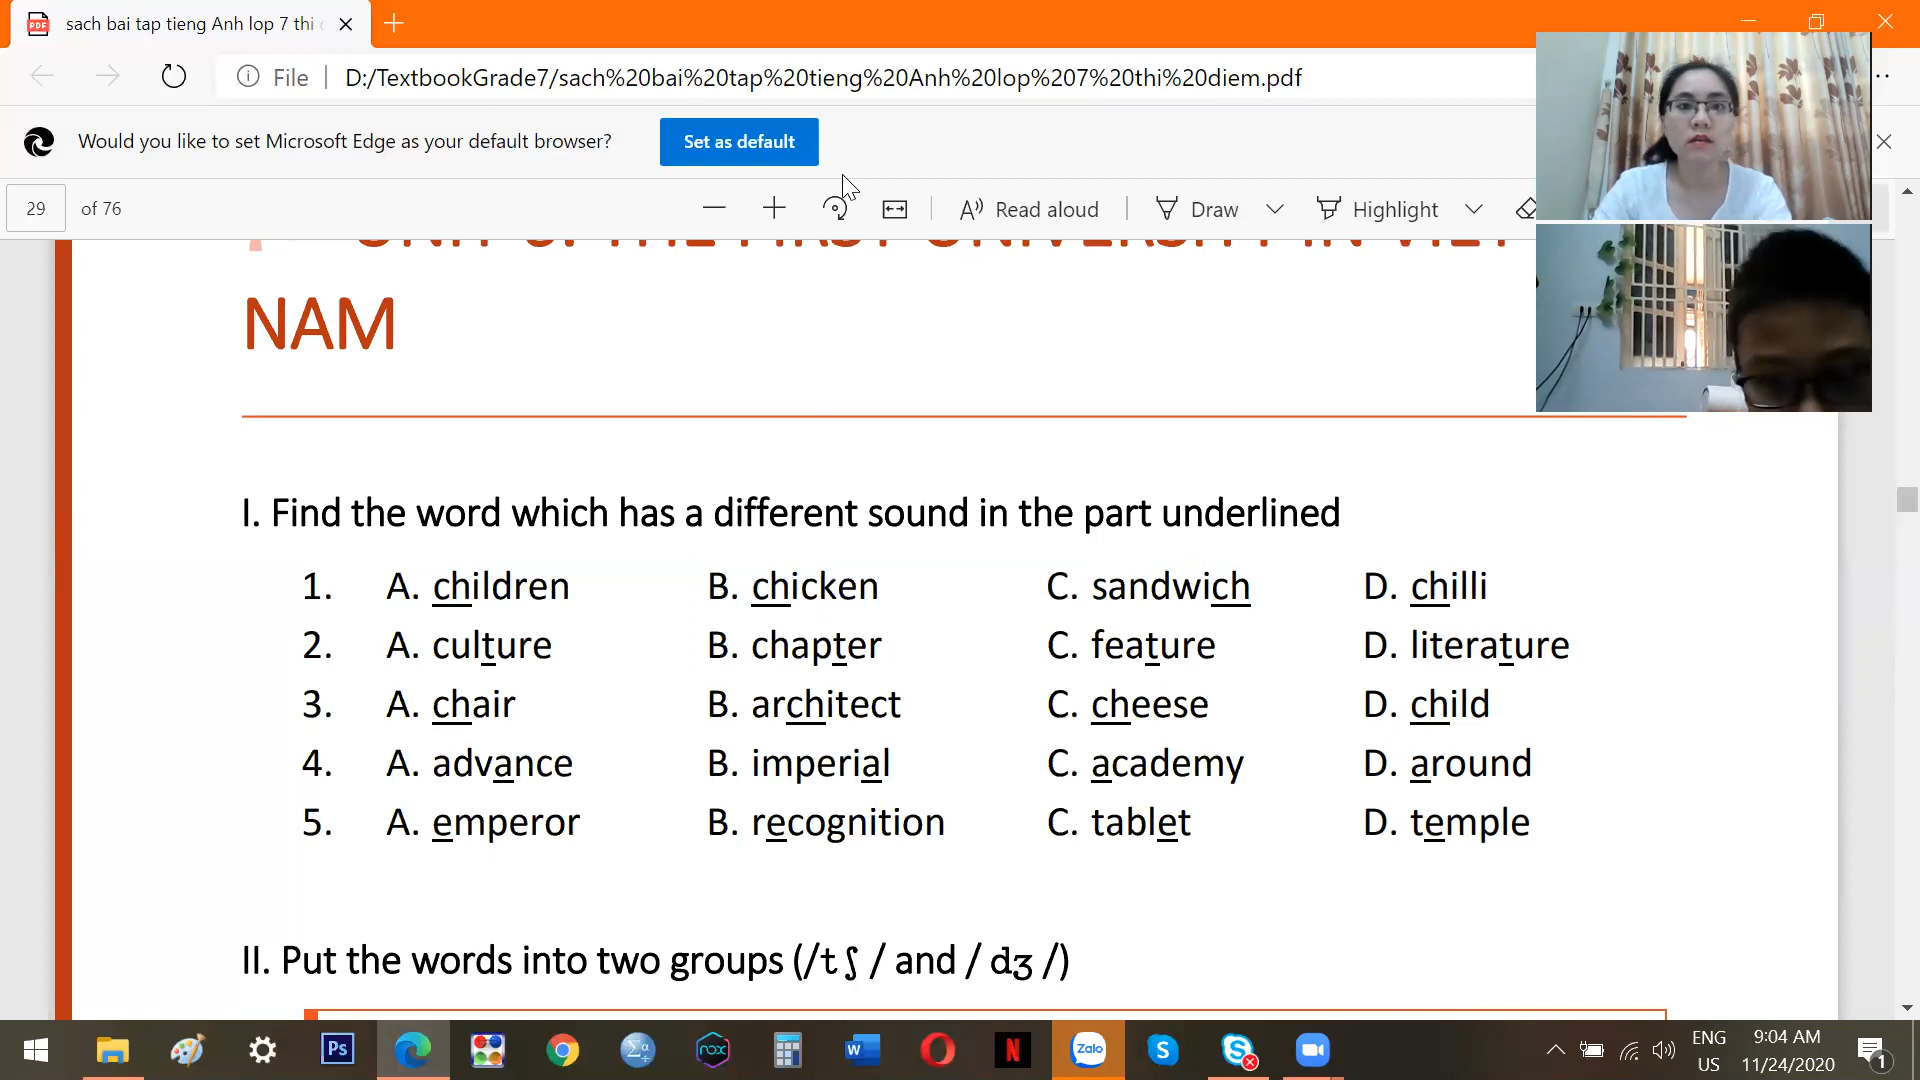 sach bai tap tieng Anh lop 7 thi
File
D:/TextbookGrade7/sach%20bai%20tap%20tieng%20Anh%20lop%207%20thi%20diem.pdf
Would you like to set Microsoft Edge as your default browser?
Set as default
29 of 76
Read aloud
Draw
Highlight
NAM
I. Find the word which has a different sound in the part underlined
1. A. children B. chicken C. sandwich D. chilli
2. A. culture B. chapter C. feature D. literature
3. A. chair B. architect C. cheese D. child
4. A. advance B. imperial C. academy D. around
5. A. emperor B. recognition C. tablet D. temple
II. Put the words into two groups (/t ʃ / and / dʒ /)
Ps
nox
W
N
Zalo
S
S
ENG
US
9:04 AM
11/24/2020
1